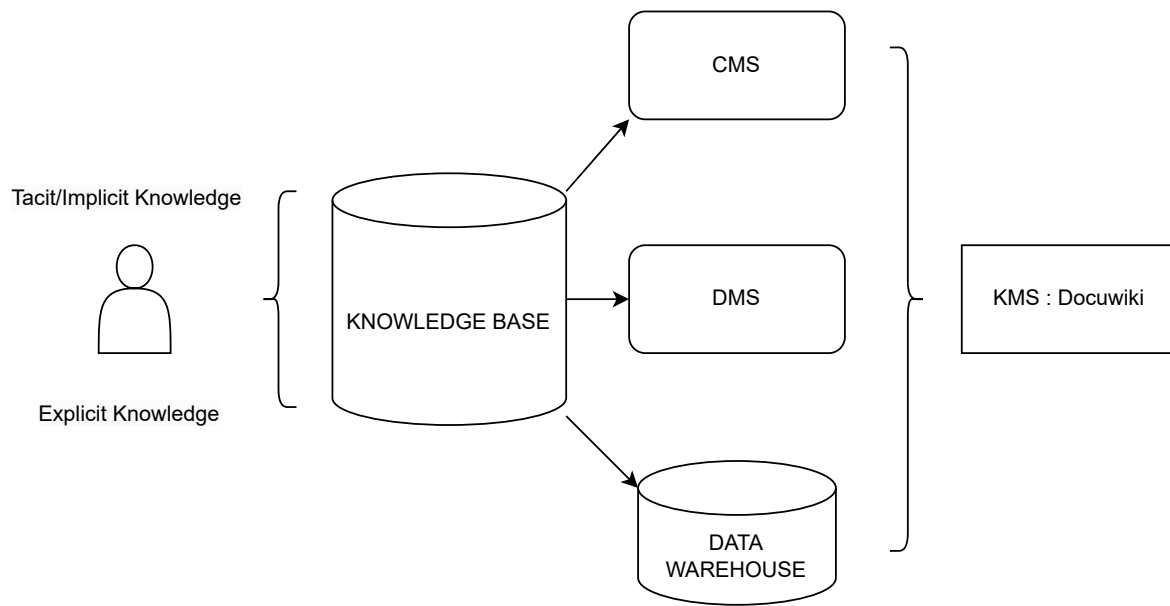 CMS
Tacit/Implicit Knowledge
KNOWLEDGE BASE
DMS
KMS : Docuwiki
Explicit Knowledge
DATA
WAREHOUSE